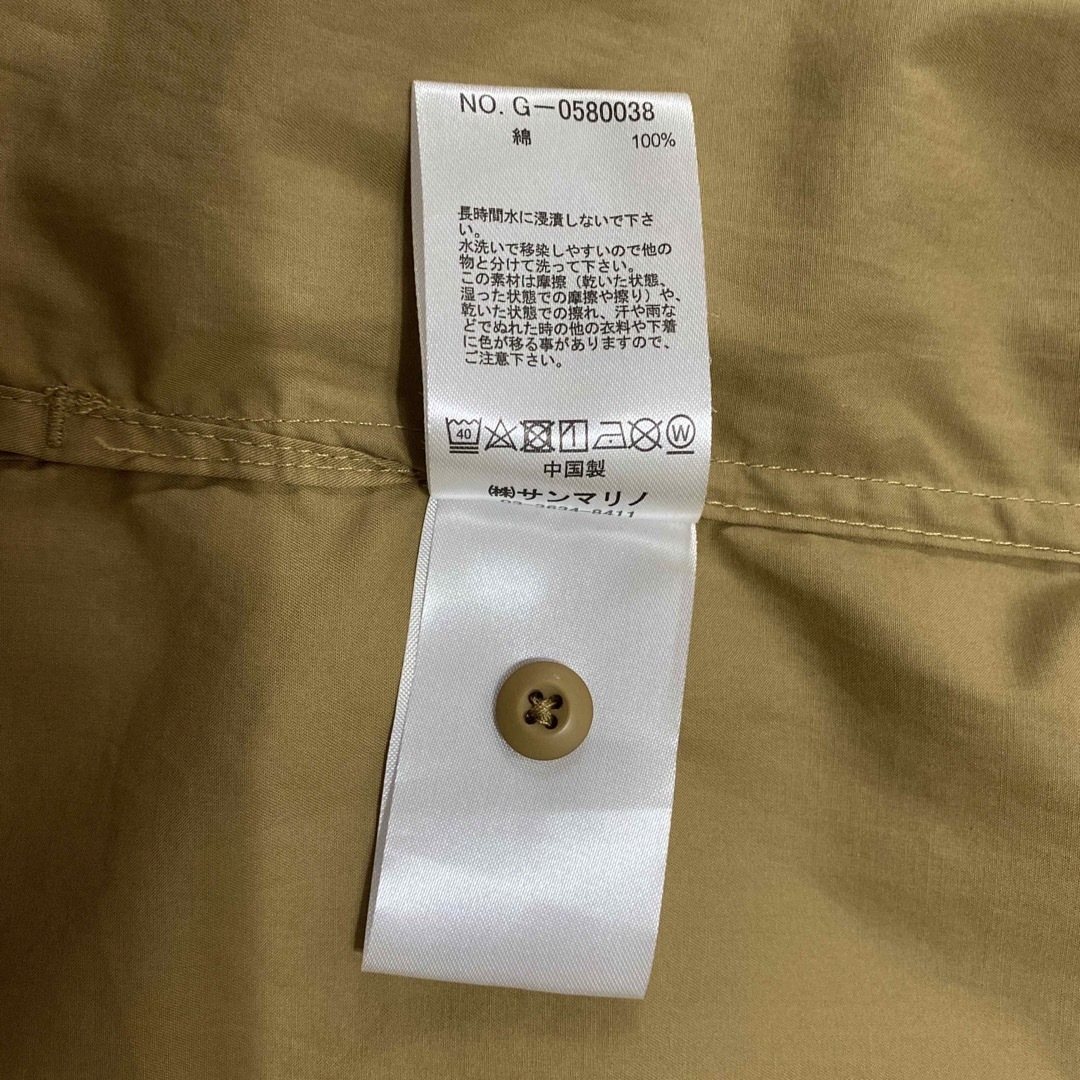 NO. G-0580038
綿 100%
長時間水に浸漬しないで下さ
い。
水洗いで移染しやすいので他の
物と分けて洗って下さい。
この素材は摩擦（乾いた状態、
湿った状態での摩擦や擦り）や、
乾いた状態での擦れ、汗や雨な
どでぬれた時の他の衣料や下着
に色が移る事がありますので、
ご注意下さい。
40 W
中国製
㈱サンマリノ
03-3634-8411